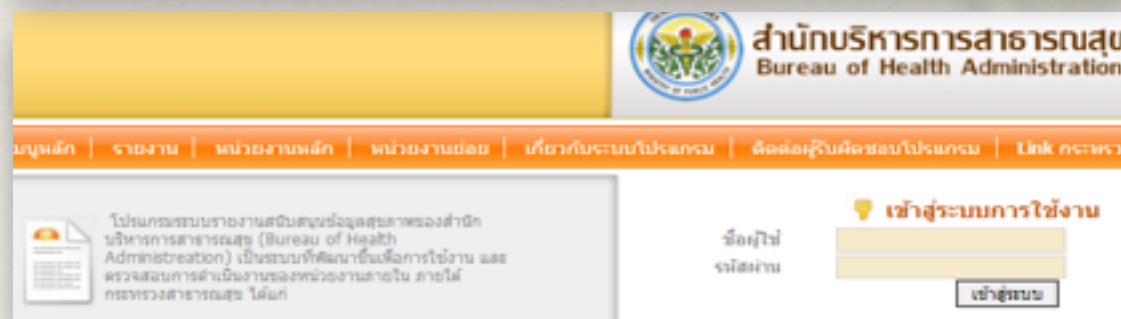 สำนักบริหารการสาธารณสุข
Bureau of Health Administration
เมนูหลัก | รายงาน | หน่วยงานหลัก | หน่วยงานย่อย | เกี่ยวกับระบบโปรแกรม | ติดต่อผู้รับผิดชอบโปรแกรม | Link กระทรว
โปรแกรมระบบรายงานสนับสนุนข้อมูลสุขภาพของสำนัก
บริหารการสาธารณสุข (Bureau of Health
Administreation) เป็นระบบที่พัฒนาขึ้นเพื่อการใช้งาน และ
ตรวจสอบการดำเนินงานของหน่วยงานภายใน ภายใต้
กระทรวงสาธารณสุข ได้แก่
เข้าสู่ระบบการใช้งาน
ชื่อผู้ใช้
รหัสผ่าน
เข้าสู่ระบบ